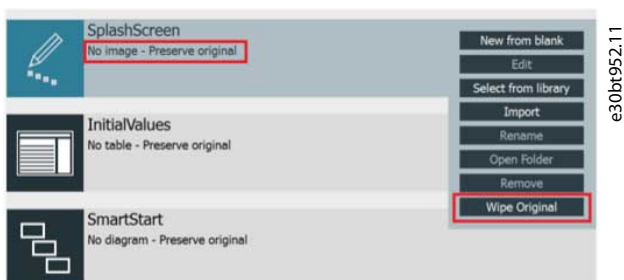 SplashScreen
No image - Preserve original
New from blank
Edit
Select from library
Import
Rename
Open Folder
Remove
Wipe Original
InitialValues
No table - Preserve original
SmartStart
No diagram - Preserve original
e30bt952.11